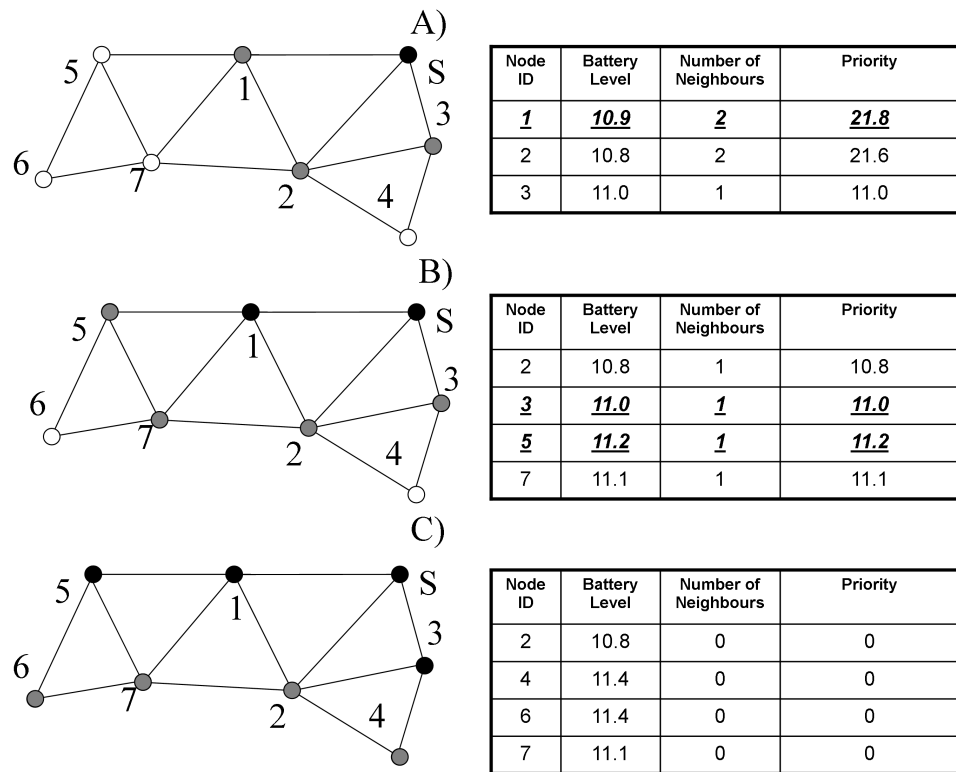 A)
5
1
S
3
6
7
2
4
Node ID Battery Level Number of Neighbours Priority
1 10.9 2 21.8
2 10.8 2 21.6
3 11.0 1 11.0
B)
5
1
S
3
6
7
2
4
Node ID Battery Level Number of Neighbours Priority
2 10.8 1 10.8
3 11.0 1 11.0
5 11.2 1 11.2
7 11.1 1 11.1
C)
5
1
S
3
6
7
2
4
Node ID Battery Level Number of Neighbours Priority
2 10.8 0 0
4 11.4 0 0
6 11.4 0 0
7 11.1 0 0